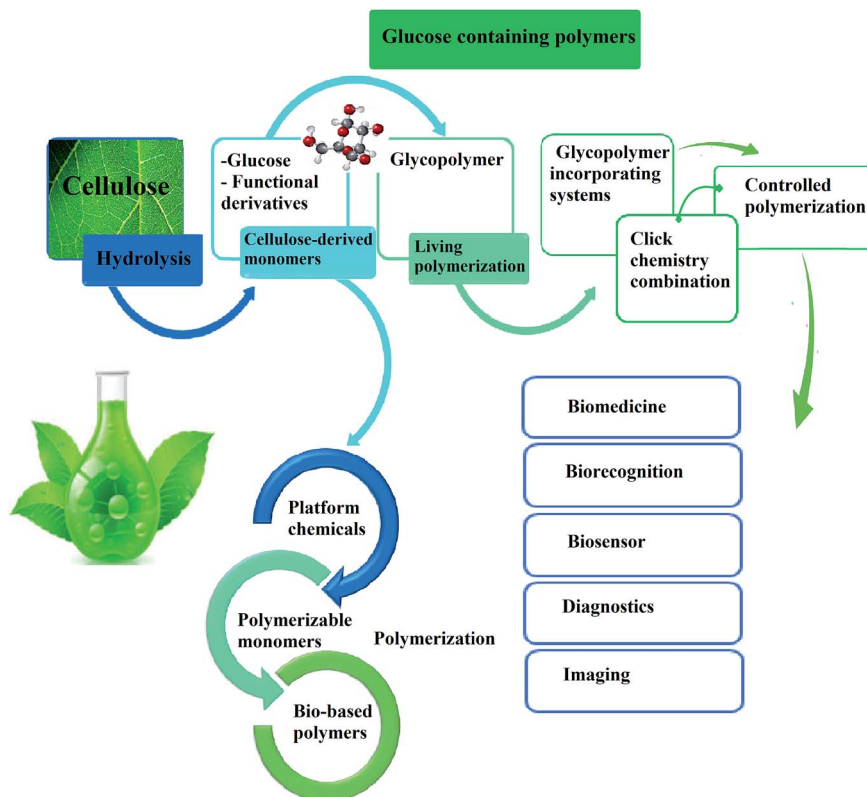 Glucose containing polymers
Cellulose
Hydrolysis
-Glucose
- Functional
derivatives
Cellulose-derived
monomers
Glycopolymer
Living
polymerization
Glycopolymer
incorporating
systems
Controlled
polymerization
Click
chemistry
combination
Platform
chemicals
Polymerizable
monomers
Polymerization
Bio-based
polymers
Biomedicine
Biorecognition
Biosensor
Diagnostics
Imaging